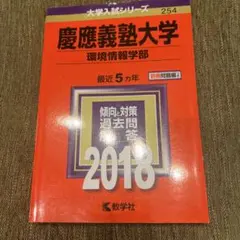 大学入試シリーズ
254
慶應義塾大学
環境情報学部
最近5カ年
傾向と対策
過去問
解答
2018
数学社